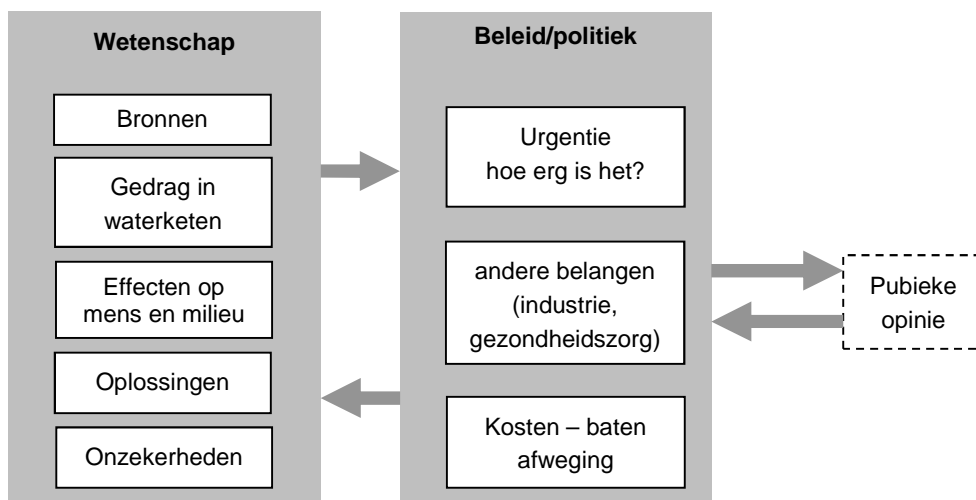 Wetenschap
Bronnen
Gedrag in
waterketen
Effecten op
mens en milieu
Oplossingen
Onzekerheden
Beleid/politiek
Urgentie
hoe erg is het?
andere belangen
(industrie,
gezondheidszorg)
Kosten – baten
afweging
Pubieke
opinie